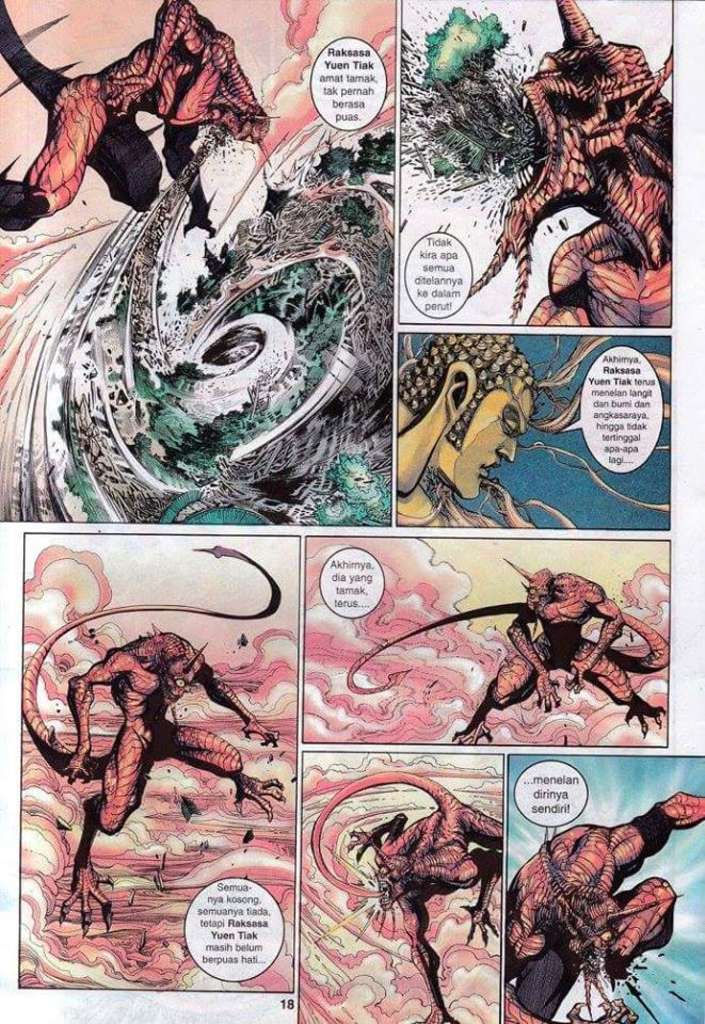 Raksasa
Yuen Tiak
amat tamak,
tak pernah
berasa
puas.
Tidak
kira apa
semua
ditelannya
ke dalam
perut!
Akhirnya,
Raksasa
Yuen Tiak terus
menelan langit
dan bumi dan
angkasaraya,
hingga tidak
tertinggal
apa-apa
lagi....
Semua-
nya kosong,
semuanya tiada,
tetapi Raksasa
Yuen Tiak
masih belum
berpuas hati...
Akhirnya,
dia yang
tamak,
terus....
...menelan
dirinya
sendiri!
18